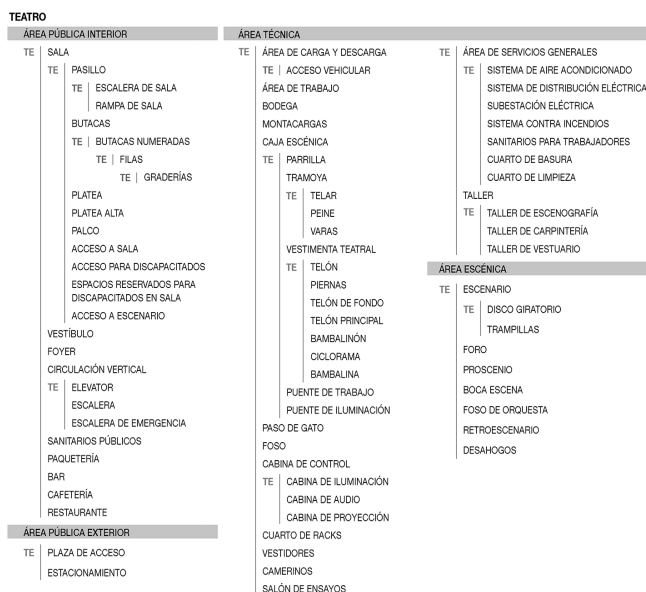 TEATRO
ÁREA PÚBLICA INTERIOR
TE SALA
TE PASILLO
TE ESCALERA DE SALA
RAMPA DE SALA
BUTACAS
TE BUTACAS NUMERADAS
TE FILAS
TE GRADERÍAS
PLATEA
PLATEA ALTA
PALCO
ACCESO A SALA
ACCESO PARA DISCAPACITADOS
ESPACIOS RESERVADOS PARA
DISCAPACITADOS EN SALA
ACCESO A ESCENARIO
VESTÍBULO
FOYER
CIRCULACIÓN VERTICAL
TE ELEVATOR
ESCALERA
ESCALERA DE EMERGENCIA
SANITARIOS PÚBLICOS
PAQUETERÍA
BAR
CAFETERÍA
RESTAURANTE
ÁREA PÚBLICA EXTERIOR
TE PLAZA DE ACCESO
ESTACIONAMIENTO
ÁREA TÉCNICA
TE ÁREA DE CARGA Y DESCARGA
TE ACCESO VEHICULAR
ÁREA DE TRABAJO
BODEGA
MONTACARGAS
CAJA ESCÉNICA
TE PARRILLA
TRAMOYA
TE TELAR
PEINE
VARAS
VESTIMENTA TEATRAL
TE TELÓN
PIERNAS
TELÓN DE FONDO
TELÓN PRINCIPAL
BAMBALINÓN
CICLORAMA
BAMBALINA
PUENTE DE TRABAJO
PUENTE DE ILUMINACIÓN
PASO DE GATO
FOSO
CABINA DE CONTROL
TE CABINA DE ILUMINACIÓN
CABINA DE AUDIO
CABINA DE PROYECCIÓN
CUARTO DE RACKS
VESTIDORES
CAMERINOS
SALÓN DE ENSAYOS
TE ÁREA DE SERVICIOS GENERALES
TE SISTEMA DE AIRE ACONDICIONADO
SISTEMA DE DISTRIBUCIÓN ELÉCTRICA
SUBESTACIÓN ELÉCTRICA
SISTEMA CONTRA INCENDIOS
SANITARIOS PARA TRABAJADORES
CUARTO DE BASURA
CUARTO DE LIMPIEZA
TALLER
TE TALLER DE ESCENOGRAFÍA
TALLER DE CARPINTERÍA
TALLER DE VESTUARIO
ÁREA ESCÉNICA
TE ESCENARIO
TE DISCO GIRATORIO
TRAMPILLAS
FORO
PROSCENIO
BOCA ESCENA
FOSO DE ORQUESTA
RETROESCENARIO
DESAHOGOS